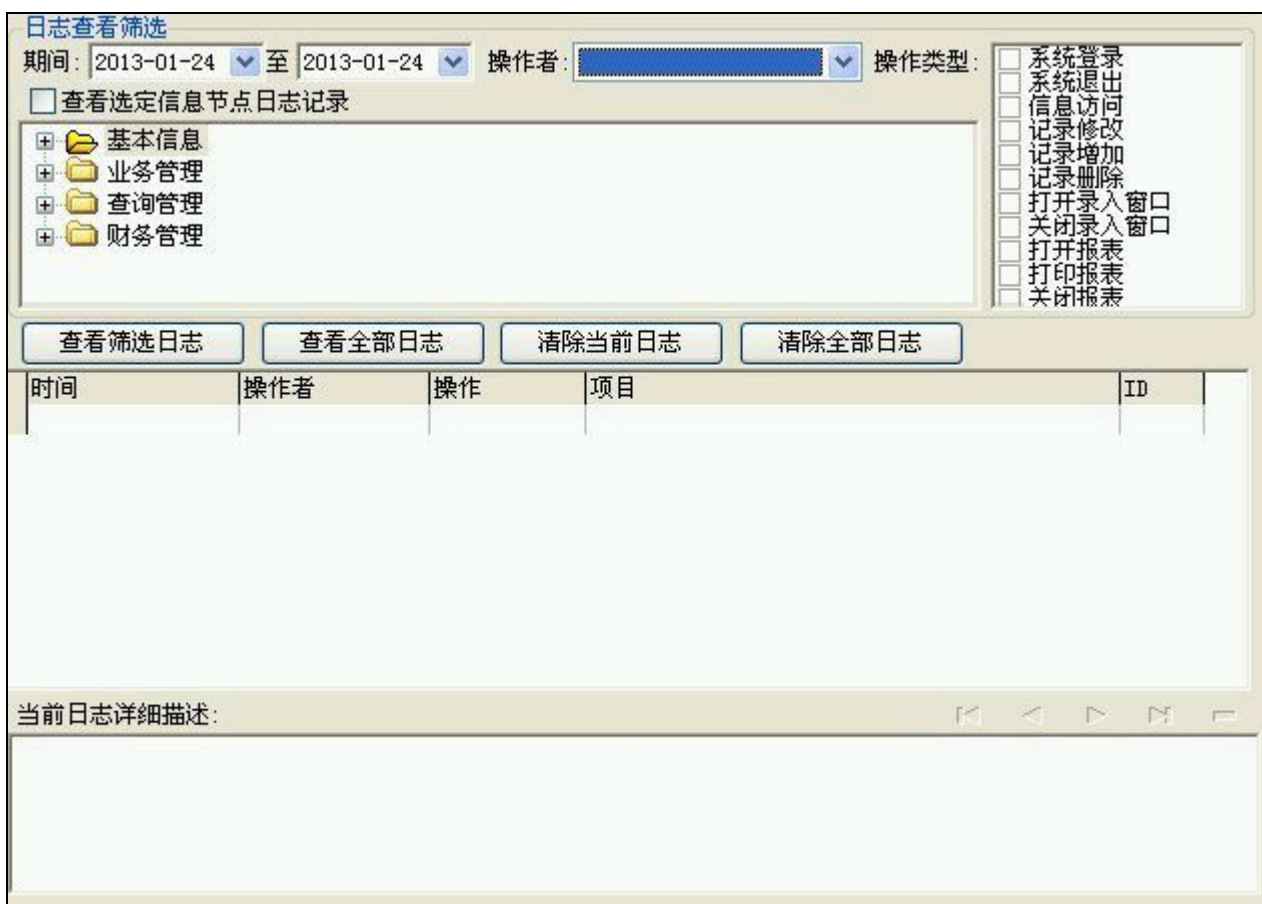 日志查看筛选
期间: 2013-01-24 至 2013-01-24 操作者: 操作类型:
系统登录
系统退出
信息访问
记录修改
记录增加
记录删除
打开录入窗口
关闭录入窗口
打开报表
打印报表
关闭报表
查看选定信息节点日志记录
基本信息
业务管理
查询管理
财务管理
查看筛选日志 查看全部日志 清除当前日志 清除全部日志
时间 操作者 操作 项目 ID
当前日志详细描述: